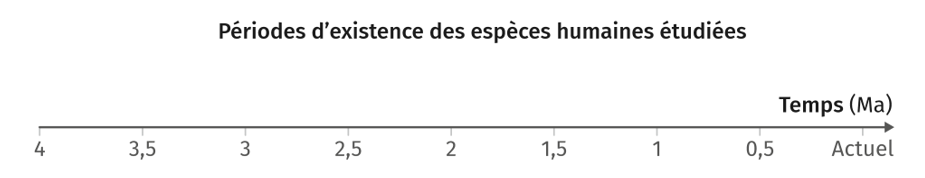 Périodes d’existence des espèces humaines étudiées
Temps (Ma)
4 3,5 3 2,5 2 1,5 1 0,5 Actuel